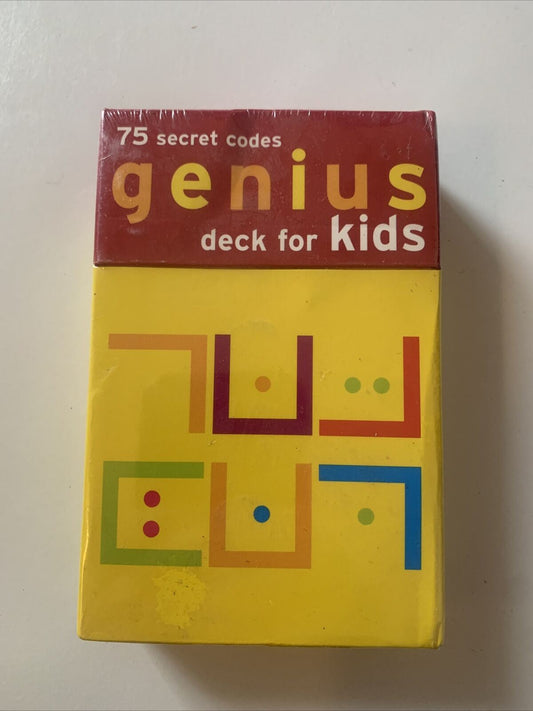 75 secret codes
genius
deck for kids